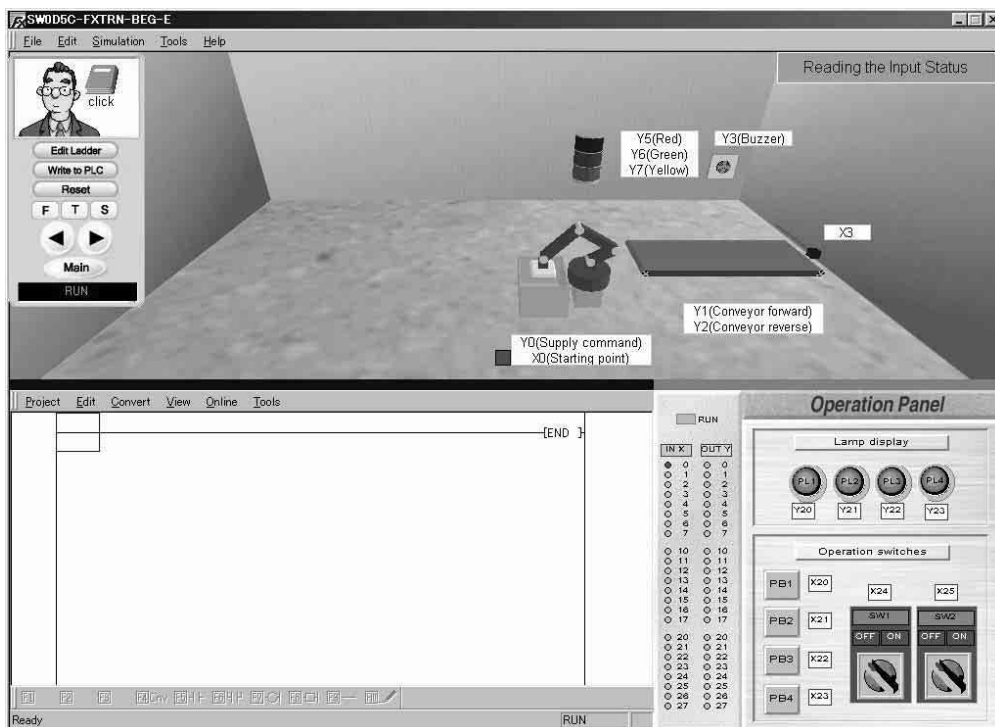 SW0D5C-FXTRN-BEG-E
File Edit Simulation Tools Help
Reading the Input Status
click
Edit Ladder
Write to PLC
Reset
F T S
Main
RUN
Y5(Red)
Y6(Green)
Y7(Yellow)
Y3(Buzzer)
X3
Y1(Conveyor forward)
Y2(Conveyor reverse)
Y0(Supply command)
X0(Starting point)
Project Edit Convert View Online Tools
[END ]
RUN
IN X OUT Y
0 0
1 1
2 2
3 3
4 4
5 5
6 6
7 7
10 10
11 11
12 12
13 13
14 14
15 15
16 16
17 17
20 20
21 21
22 22
23 23
24 24
25 25
26 26
27 27
Operation Panel
Lamp display
PL1 PL2 PL3 PL4
Y20 Y21 Y22 Y23
Operation switches
PB1 X20
PB2 X21
PB3 X22
PB4 X23
X24 X25
SW1 SW2
OFF ON OFF ON
Ready RUN